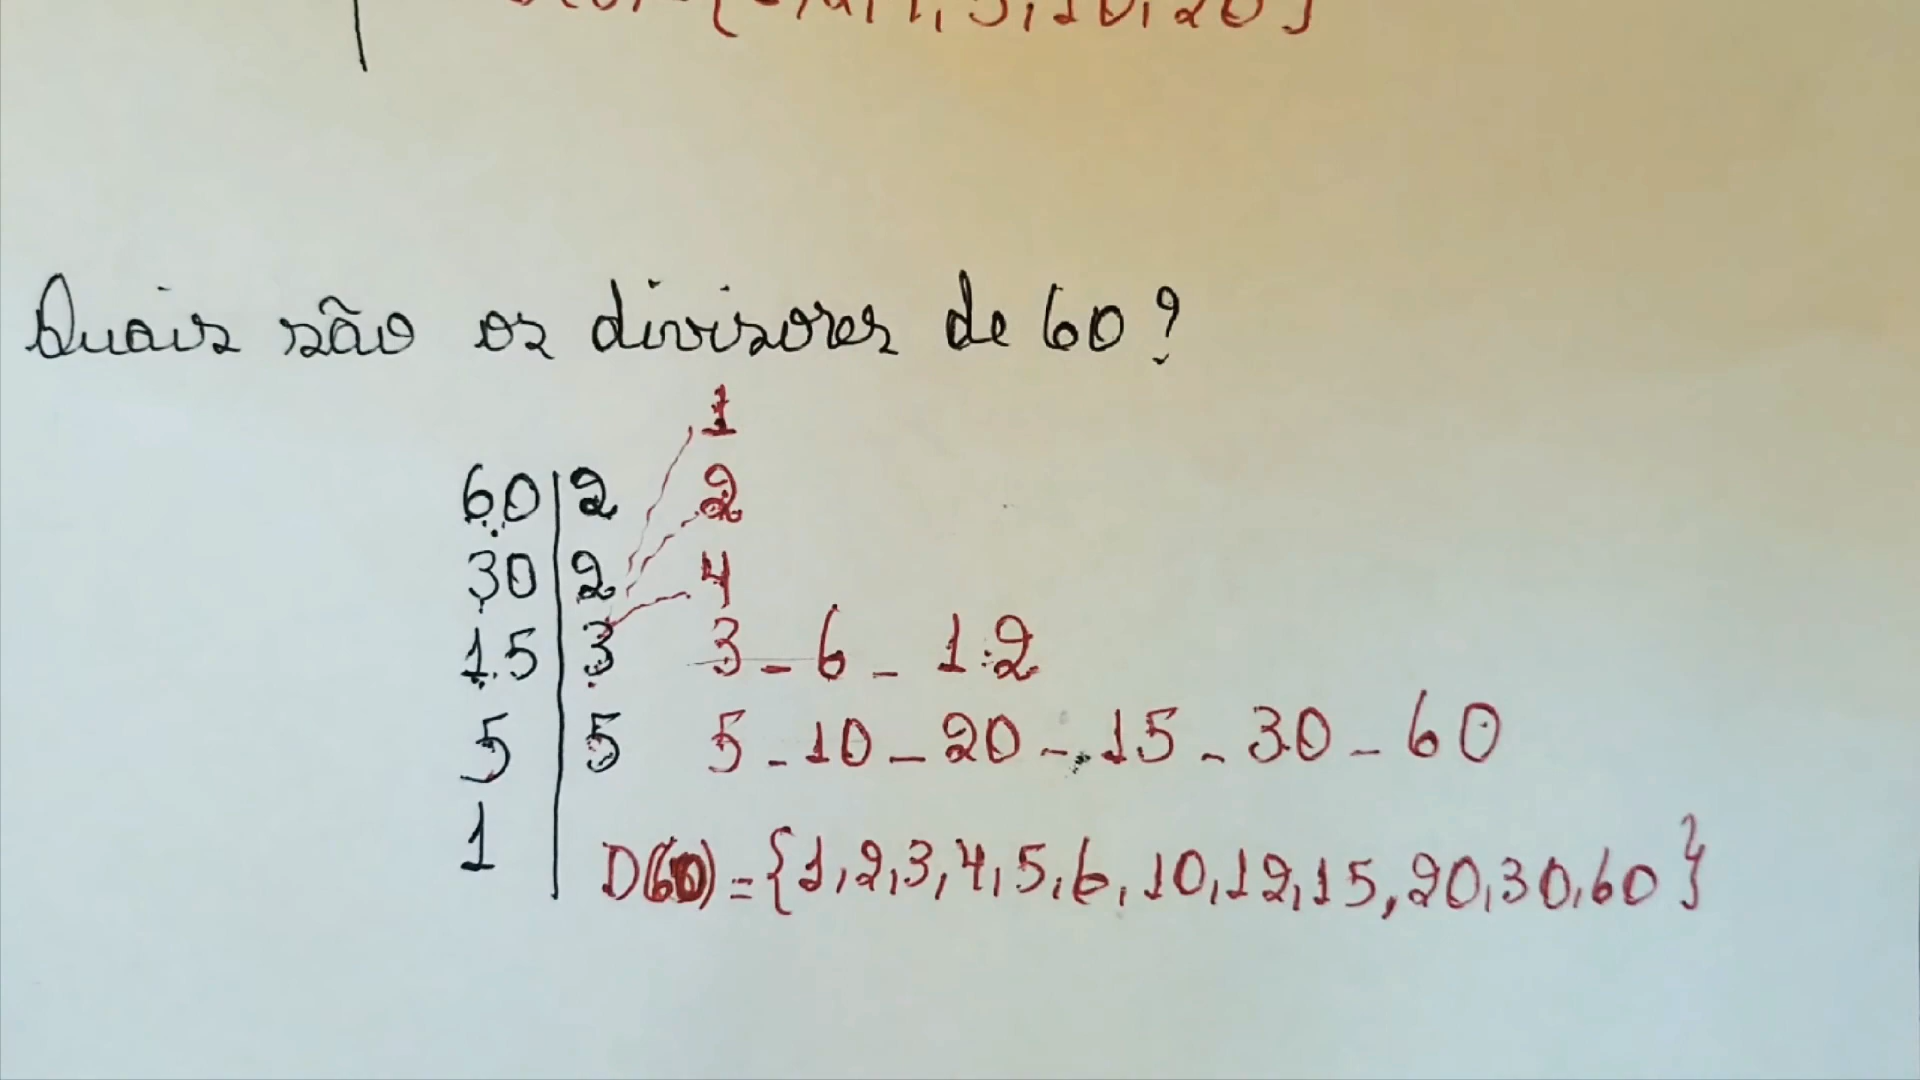 Quais são os divisores de 60?
1
60 2 2
30 2 4
15 3 3 - 6 - 12
5 5 5 - 10 - 20 - 15 - 30 - 60
1
D(60) = {1, 2, 3, 4, 5, 6, 10, 12, 15, 20, 30, 60}